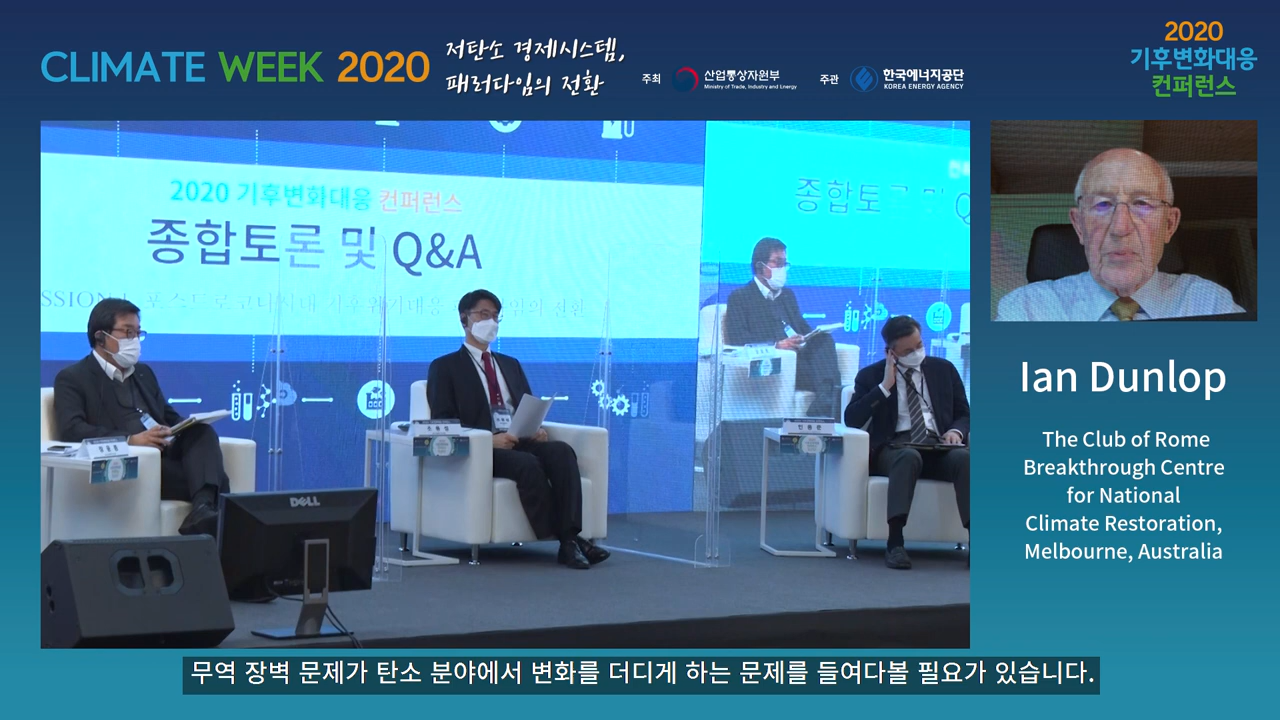 CLIMATE WEEK 2020
저탄소 경제시스템,
패러다임의 전환
주최
산업통상자원부
Ministry of Trade, Industry and Energy
주관
한국에너지공단
KOREA ENERGY AGENCY
2020
기후변화대응
컨퍼런스
2020 기후변화대응 컨퍼런스
종합토론 및 Q&A
종합토론 및 Q
DELL
Ian Dunlop
The Club of Rome
Breakthrough Centre
for National
Climate Restoration,
Melbourne, Australia
무역 장벽 문제가 탄소 분야에서 변화를 더디게 하는 문제를 들여다볼 필요가 있습니다.